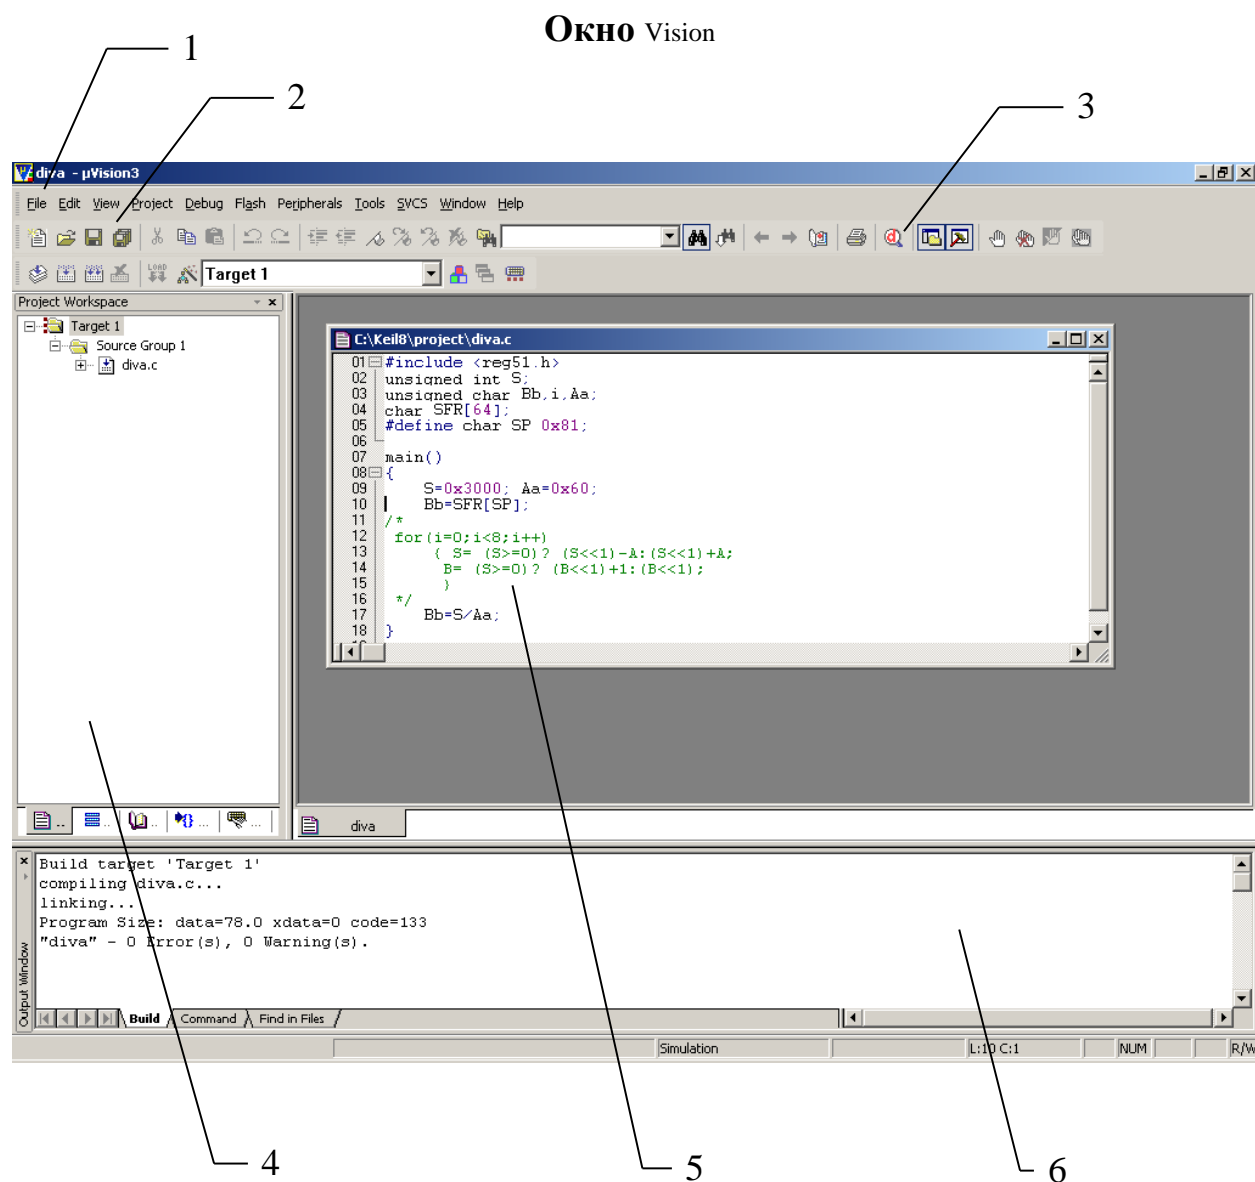 Окно Vision
1
2
3
diva - µVision3
File Edit View Project Debug Flash Peripherals Tools SVCS Window Help
LOAD
Target 1
Project Workspace
Target 1
Source Group 1
diva.c
C:\Keil8\project\diva.c
01 #include <reg51.h>
02 unsigned int S;
03 unsigned char Bb,i,Aa;
04 char SFR[64];
05 #define char SP 0x81;
06
07 main()
08 {
09 S=0x3000; Aa=0x60;
10 Bb=SFR[SP];
11 /*
12 for(i=0;i<8;i++)
13 { S= (S>=0)? (S<<1)-A:(S<<1)+A;
14 B= (S>=0)? (B<<1)+1:(B<<1);
15 }
16 */
17 Bb=S/Aa;
18 }
diva
Build target 'Target 1'
compiling diva.c...
linking...
Program Size: data=78.0 xdata=0 code=133
"diva" - 0 Error(s), 0 Warning(s).
Output Window
Build Command Find in Files
Simulation L:10 C:1 NUM R/W
4
5
6